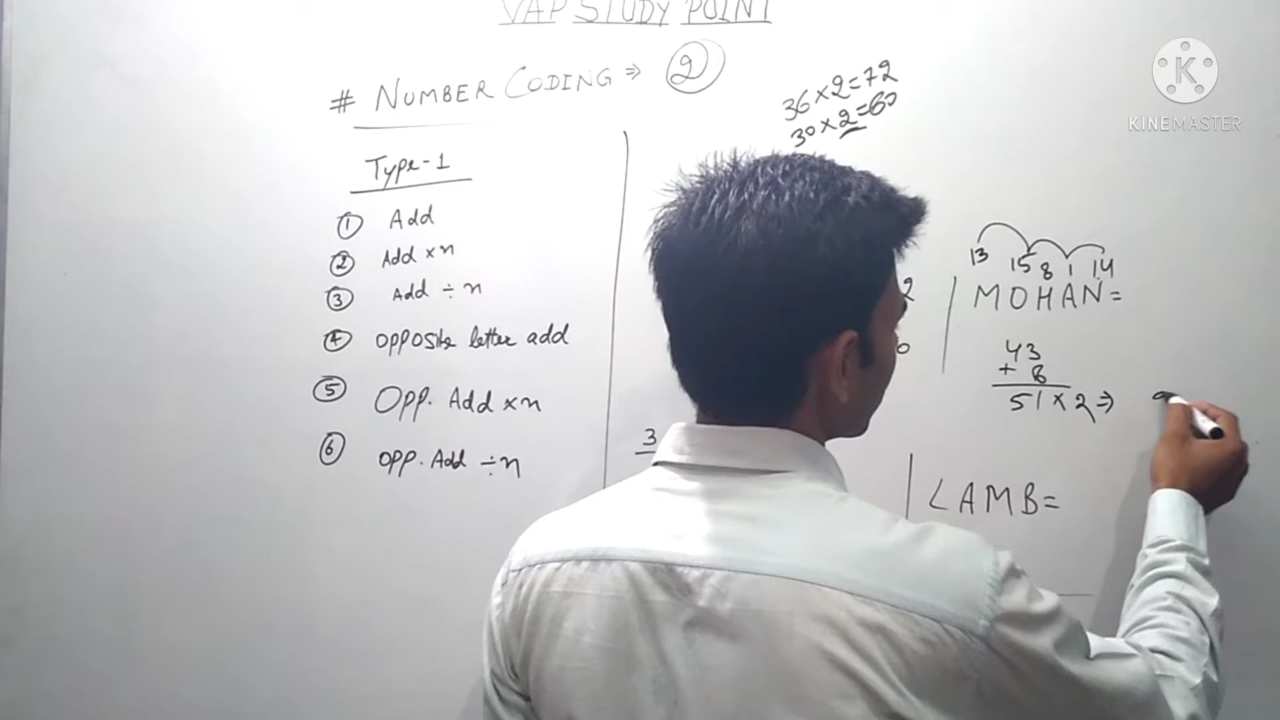 VAP STUDY POINT
# NUMBER CODING ⇒ 2
Type-1
① Add
② Add ×n
③ Add ÷ n
④ opposite letter add
⑤ Opp. Add ×n
⑥ opp. Add ÷n
36 × 2 = 72
30 × 2 = 60
13 15 8 1 14
MOHAN =
43
+ 8
51 × 2 ⇒
LAMB =
3
KINEMASTER